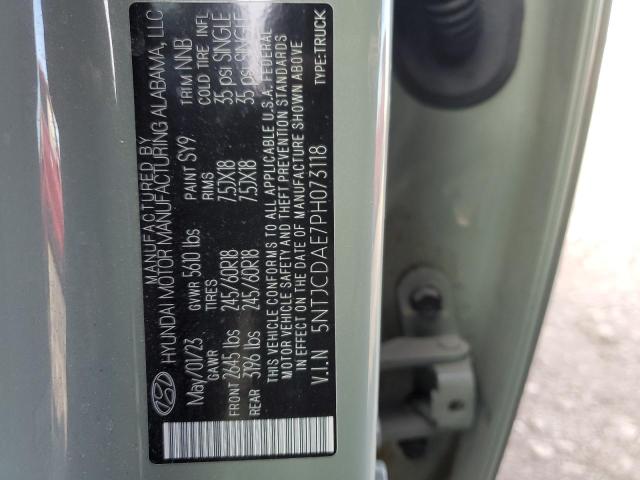 MANUFACTURED BY
HYUNDAI MOTOR MANUFACTURING ALABAMA, LLC
May/01/23 GVWR 5610 lbs PAINT SY9 TRIM NNB
GAWR TIRES RIMS COLD TIRE INFL
FRONT 2645 lbs 245/60R18 7.5JX18 35 psi SINGLE
REAR 3196 lbs 245/60R18 7.5JX18 35 psi SINGLE
THIS VEHICLE CONFORMS TO ALL APPLICABLE U.S.A. FEDERAL
MOTOR VEHICLE SAFETY AND THEFT PREVENTION STANDARDS
IN EFFECT ON THE DATE OF MANUFACTURE SHOWN ABOVE
V.I.N 5NTJCDAE7PH073118 TYPE:TRUCK